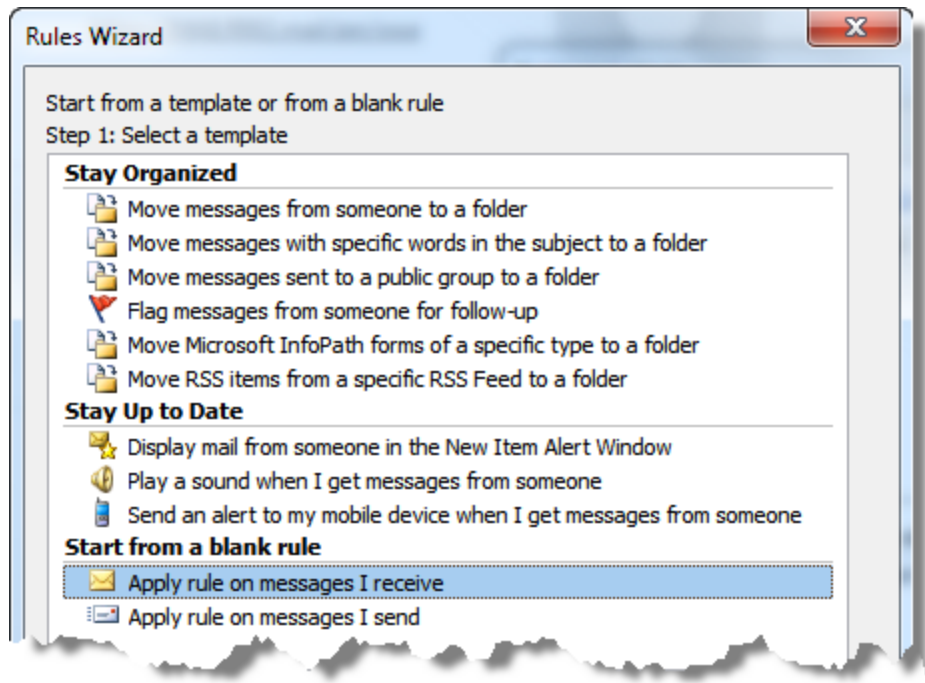 Rules Wizard
Start from a template or from a blank rule
Step 1: Select a template
Stay Organized
Move messages from someone to a folder
Move messages with specific words in the subject to a folder
Move messages sent to a public group to a folder
Flag messages from someone for follow-up
Move Microsoft InfoPath forms of a specific type to a folder
Move RSS items from a specific RSS Feed to a folder
Stay Up to Date
Display mail from someone in the New Item Alert Window
Play a sound when I get messages from someone
Send an alert to my mobile device when I get messages from someone
Start from a blank rule
Apply rule on messages I receive
Apply rule on messages I send